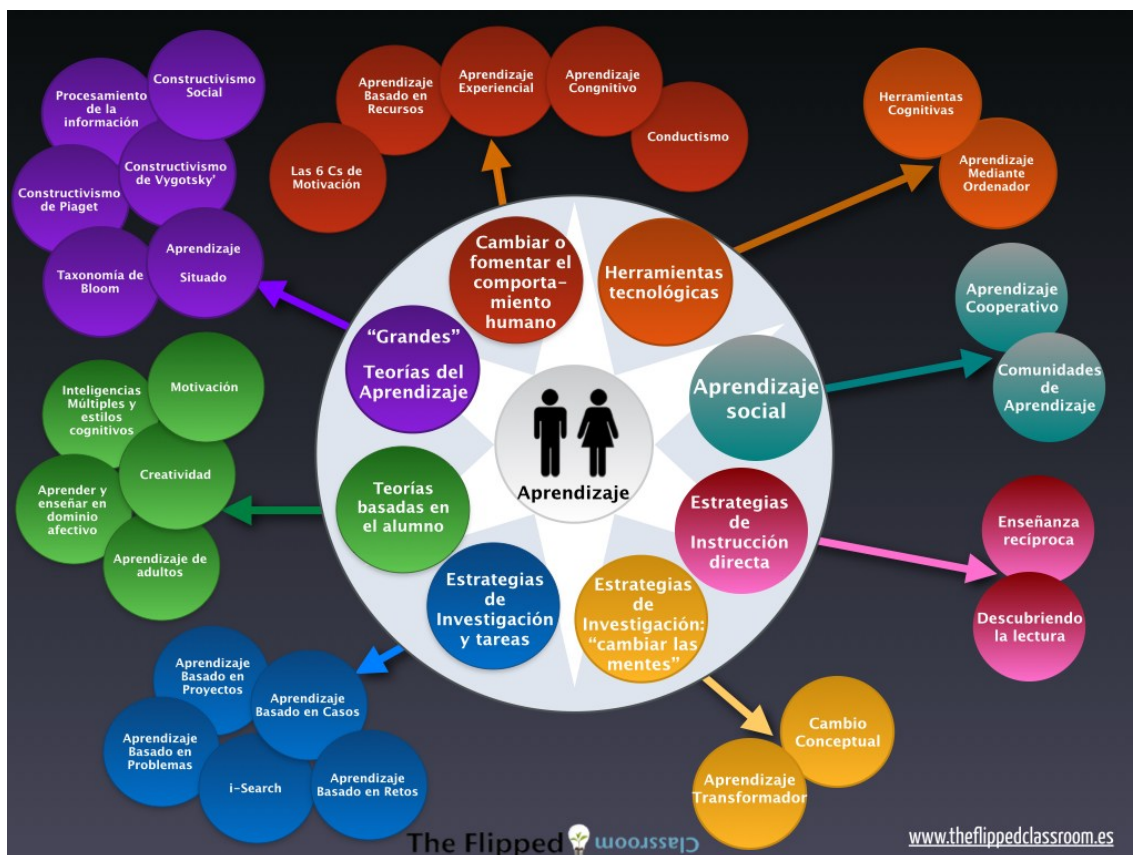 Constructivismo
Social
Procesamiento
de la
información
Constructivismo
de Vygotsky'
Constructivismo
de Piaget
Aprendizaje
Situado
Taxonomía de
Bloom
Las 6 Cs de
Motivación
Aprendizaje
Basado en
Recursos
Aprendizaje
Experiencial
Aprendizaje
Congnitivo
Conductismo
Herramientas
Cognitivas
Aprendizaje
Mediante
Ordenador
Cambiar o
fomentar el
comporta-
miento
humano
Herramientas
tecnológicas
“Grandes”
Teorías del
Aprendizaje
Aprendizaje
social
Aprendizaje
Cooperativo
Comunidades
de
Aprendizaje
Motivación
Inteligencias
Múltiples y
estilos
cognitivos
Creatividad
Aprender y
enseñar en
dominio
afectivo
Aprendizaje de
adultos
Teorías
basadas en
el alumno
Aprendizaje
Estrategias
de
Instrucción
directa
Enseñanza
recíproca
Descubriendo
la lectura
Estrategias
de
Investigación
y tareas
Estrategias
de
Investigación:
“cambiar las
mentes”
Aprendizaje
Basado en
Proyectos
Aprendizaje
Basado en Casos
Aprendizaje
Basado en
Problemas
i-Search
Aprendizaje
Basado en Retos
Cambio
Conceptual
Aprendizaje
Transformador
The Flipped Classroom
www.theflippedclassroom.es